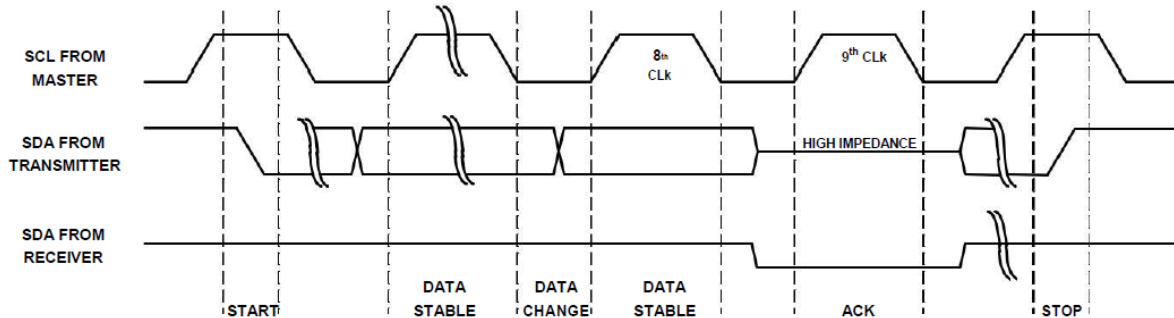 SCL FROM
MASTER
8th
CLk
9th CLk
SDA FROM
TRANSMITTER
HIGH IMPEDANCE
SDA FROM
RECEIVER
START
DATA
STABLE
DATA
CHANGE
DATA
STABLE
ACK
STOP